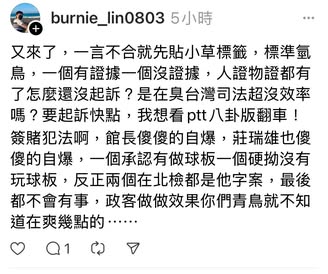 burnie_lin0803 5小時
又來了，一言不合就先貼小草標籤，標準氫
鳥，一個有證據一個沒證據，人證物證都有
了怎麼還沒起訴？是在臭台灣司法超沒效率
嗎？要起訴快點，我想看ptt八卦版翻車！
簽賭犯法啊，館長傻傻的自爆，莊瑞雄也傻
傻的自爆，一個承認有做球板一個硬拗沒有
玩球板，反正兩個在北檢都是他字案，最後
都不會有事，政客做做效果你們青鳥就不知
道在爽幾點的⋯⋯
1